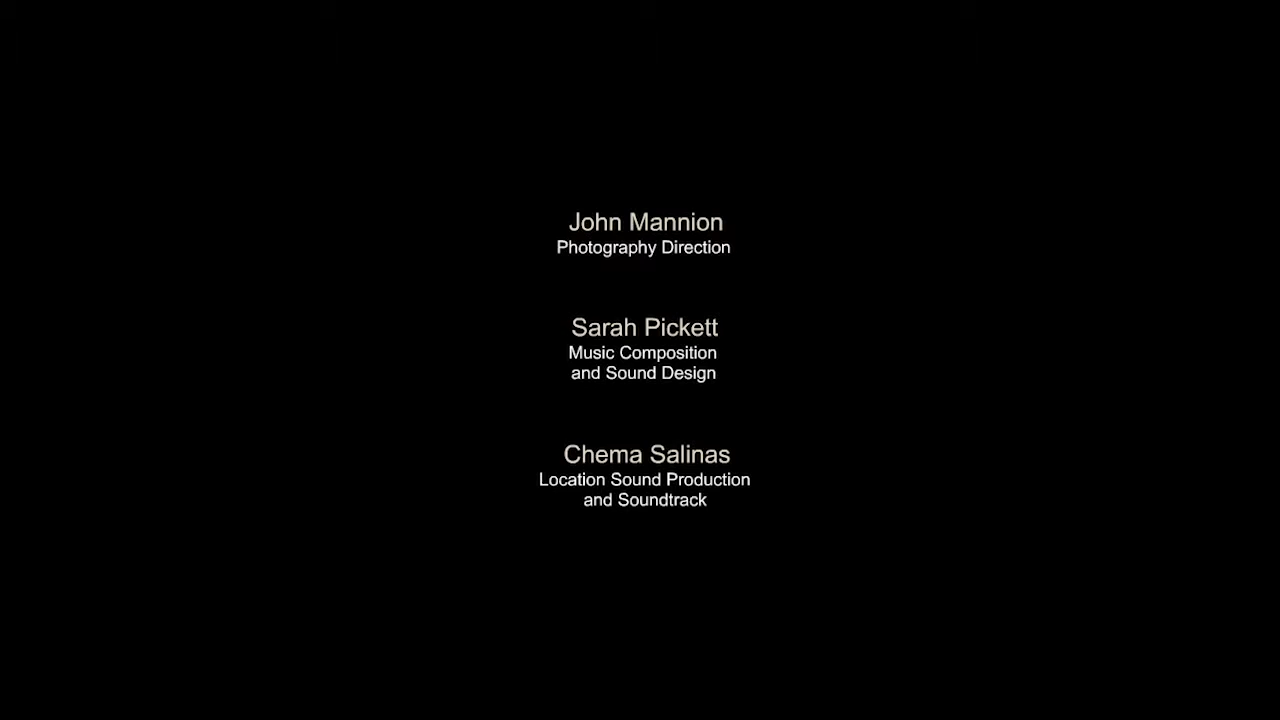 John Mannion
Photography Direction
Sarah Pickett
Music Composition
and Sound Design
Chema Salinas
Location Sound Production
and Soundtrack